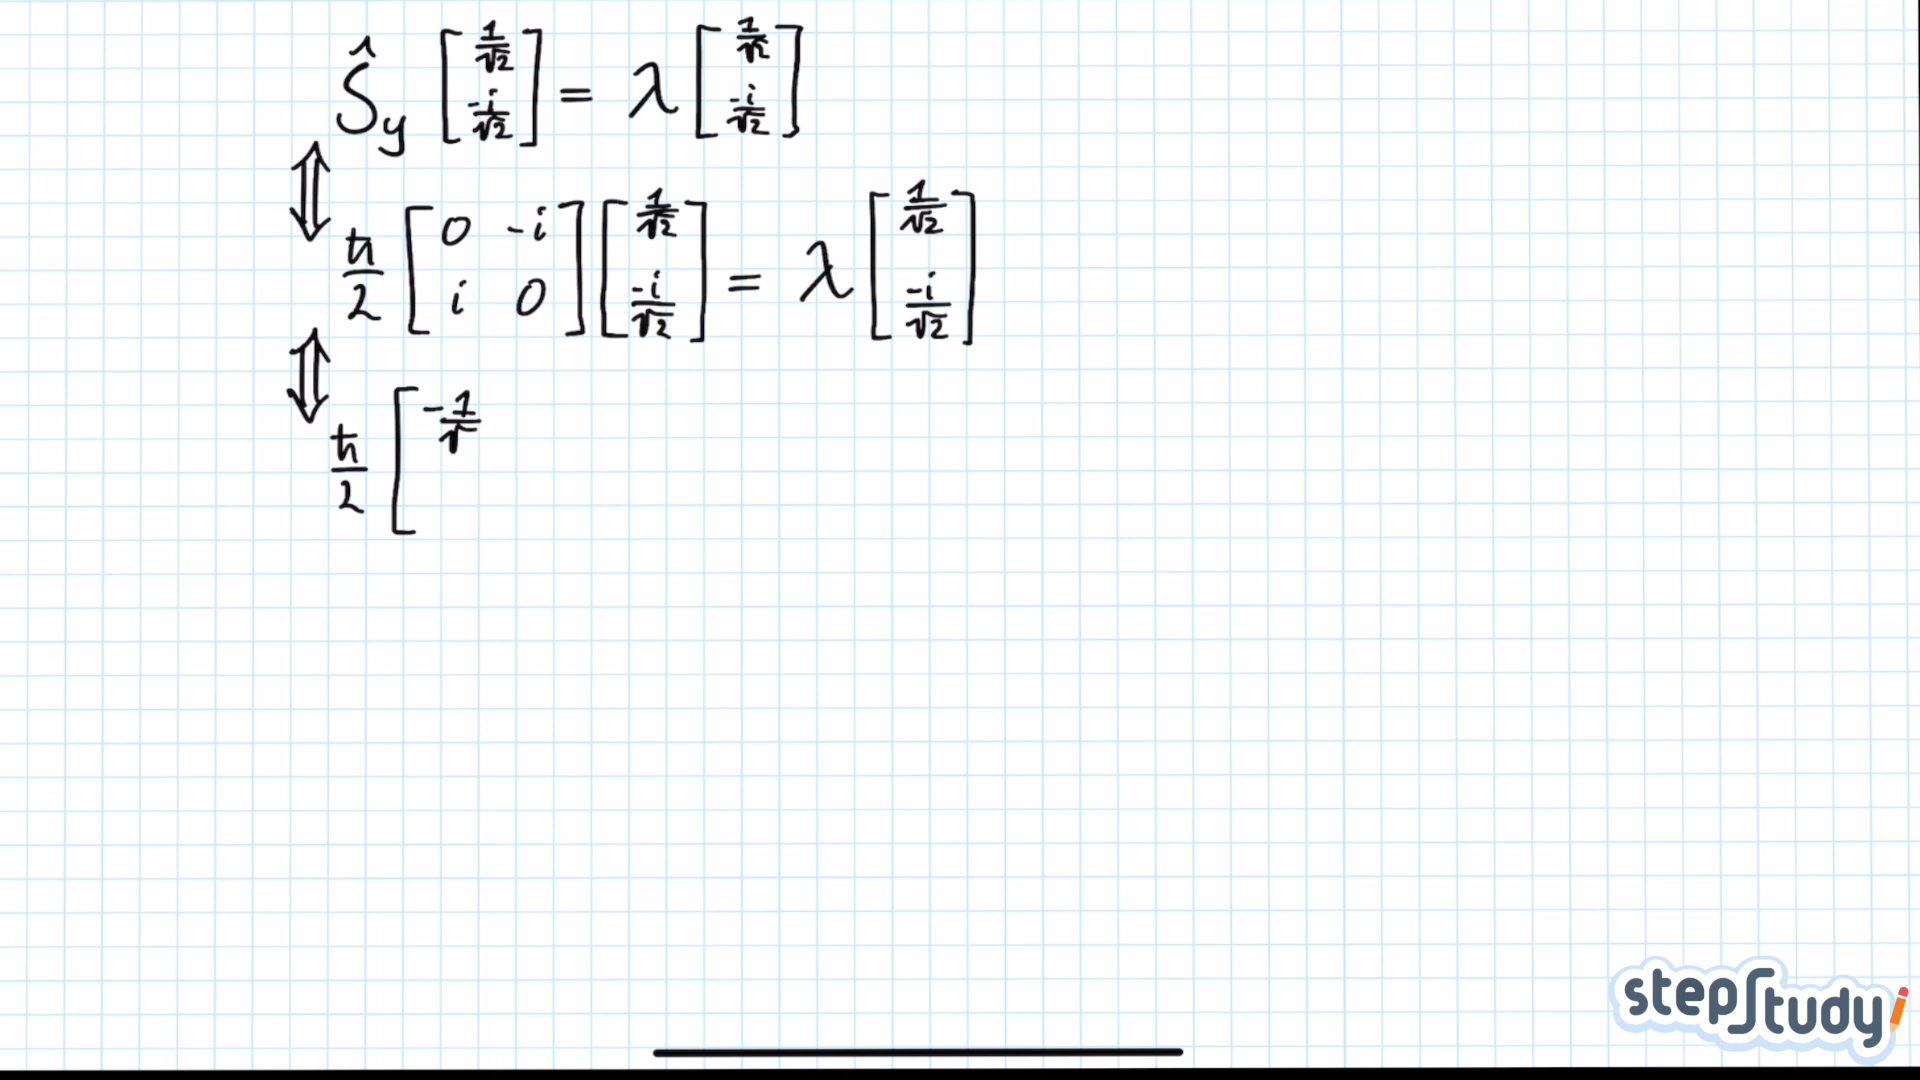 Ŝ_y [1/√2; -i/√2] = λ [1/√2; -i/√2]
⇕
ħ/2 [0 -i; i 0] [1/√2; -i/√2] = λ [1/√2; -i/√2]
⇕
ħ/2 [-1/√
stepStudy